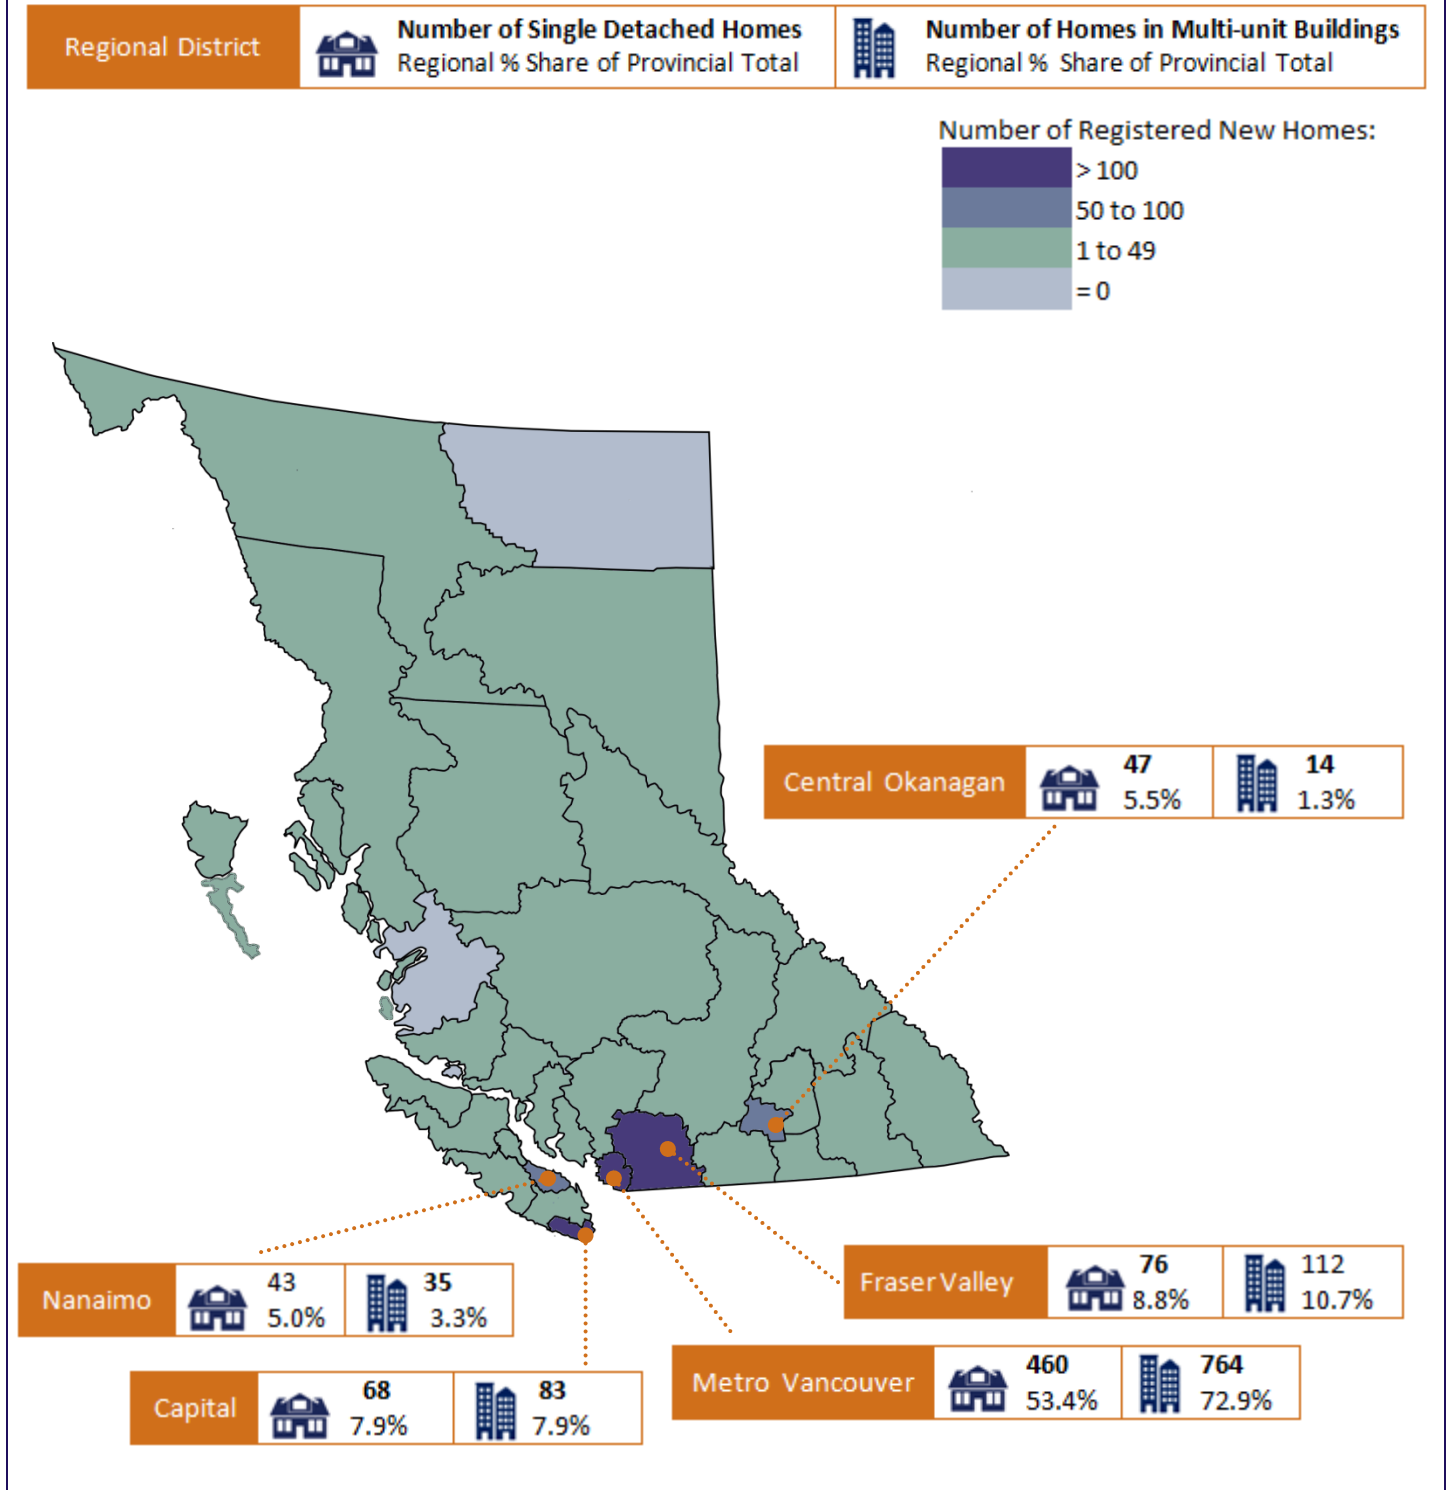 Regional District
Number of Single Detached Homes
Regional % Share of Provincial Total
Number of Homes in Multi-unit Buildings
Regional % Share of Provincial Total
Number of Registered New Homes:
> 100
50 to 100
1 to 49
= 0
Central Okanagan
47
5.5%
14
1.3%
Nanaimo
43
5.0%
35
3.3%
Fraser Valley
76
8.8%
112
10.7%
Capital
68
7.9%
83
7.9%
Metro Vancouver
460
53.4%
764
72.9%